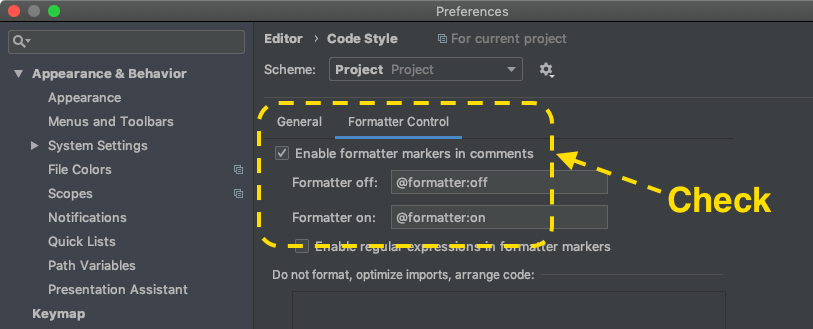 Preferences
Editor › Code Style For current project
Scheme: Project Project
Appearance & Behavior
Appearance
Menus and Toolbars
System Settings
File Colors
Scopes
Notifications
Quick Lists
Path Variables
Presentation Assistant
Keymap
General Formatter Control
Enable formatter markers in comments
Formatter off: @formatter:off
Formatter on: @formatter:on
Enable regular expressions in formatter markers
Do not format, optimize imports, arrange code:
Check